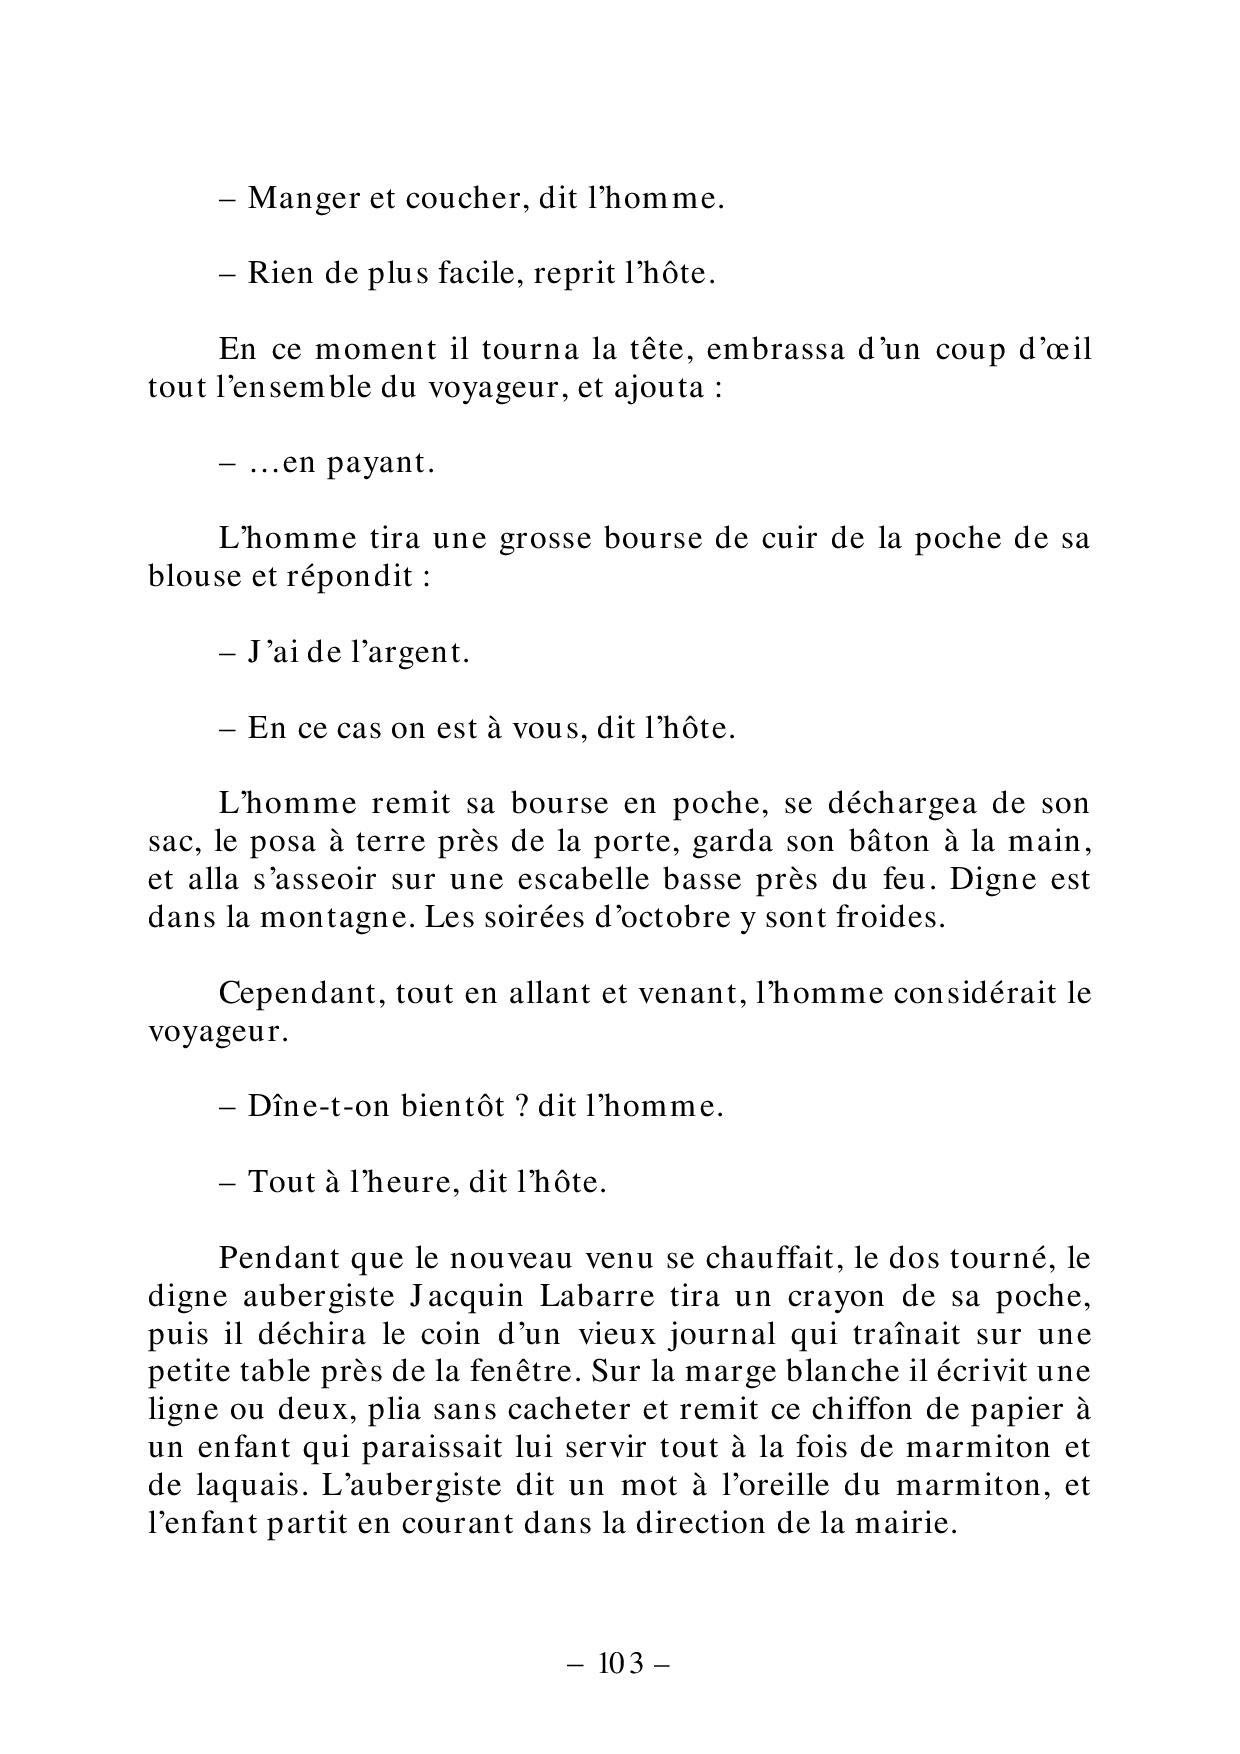 – Manger et coucher, dit l’homme.
– Rien de plus facile, reprit l’hôte.
En ce moment il tourna la tête, embrassa d’un coup d’œil
tout l’ensemble du voyageur, et ajouta :
– …en payant.
L’homme tira une grosse bourse de cuir de la poche de sa
blouse et répondit :
– J’ai de l’argent.
– En ce cas on est à vous, dit l’hôte.
L’homme remit sa bourse en poche, se déchargea de son
sac, le posa à terre près de la porte, garda son bâton à la main,
et alla s’asseoir sur une escabelle basse près du feu. Digne est
dans la montagne. Les soirées d’octobre y sont froides.
Cependant, tout en allant et venant, l’homme considérait le
voyageur.
– Dîne-t-on bientôt ? dit l’homme.
– Tout à l’heure, dit l’hôte.
Pendant que le nouveau venu se chauffait, le dos tourné, le
digne aubergiste Jacquin Labarre tira un crayon de sa poche,
puis il déchira le coin d’un vieux journal qui traînait sur une
petite table près de la fenêtre. Sur la marge blanche il écrivit une
ligne ou deux, plia sans cacheter et remit ce chiffon de papier à
un enfant qui paraissait lui servir tout à la fois de marmiton et
de laquais. L’aubergiste dit un mot à l’oreille du marmiton, et
l’enfant partit en courant dans la direction de la mairie.
– 103 –